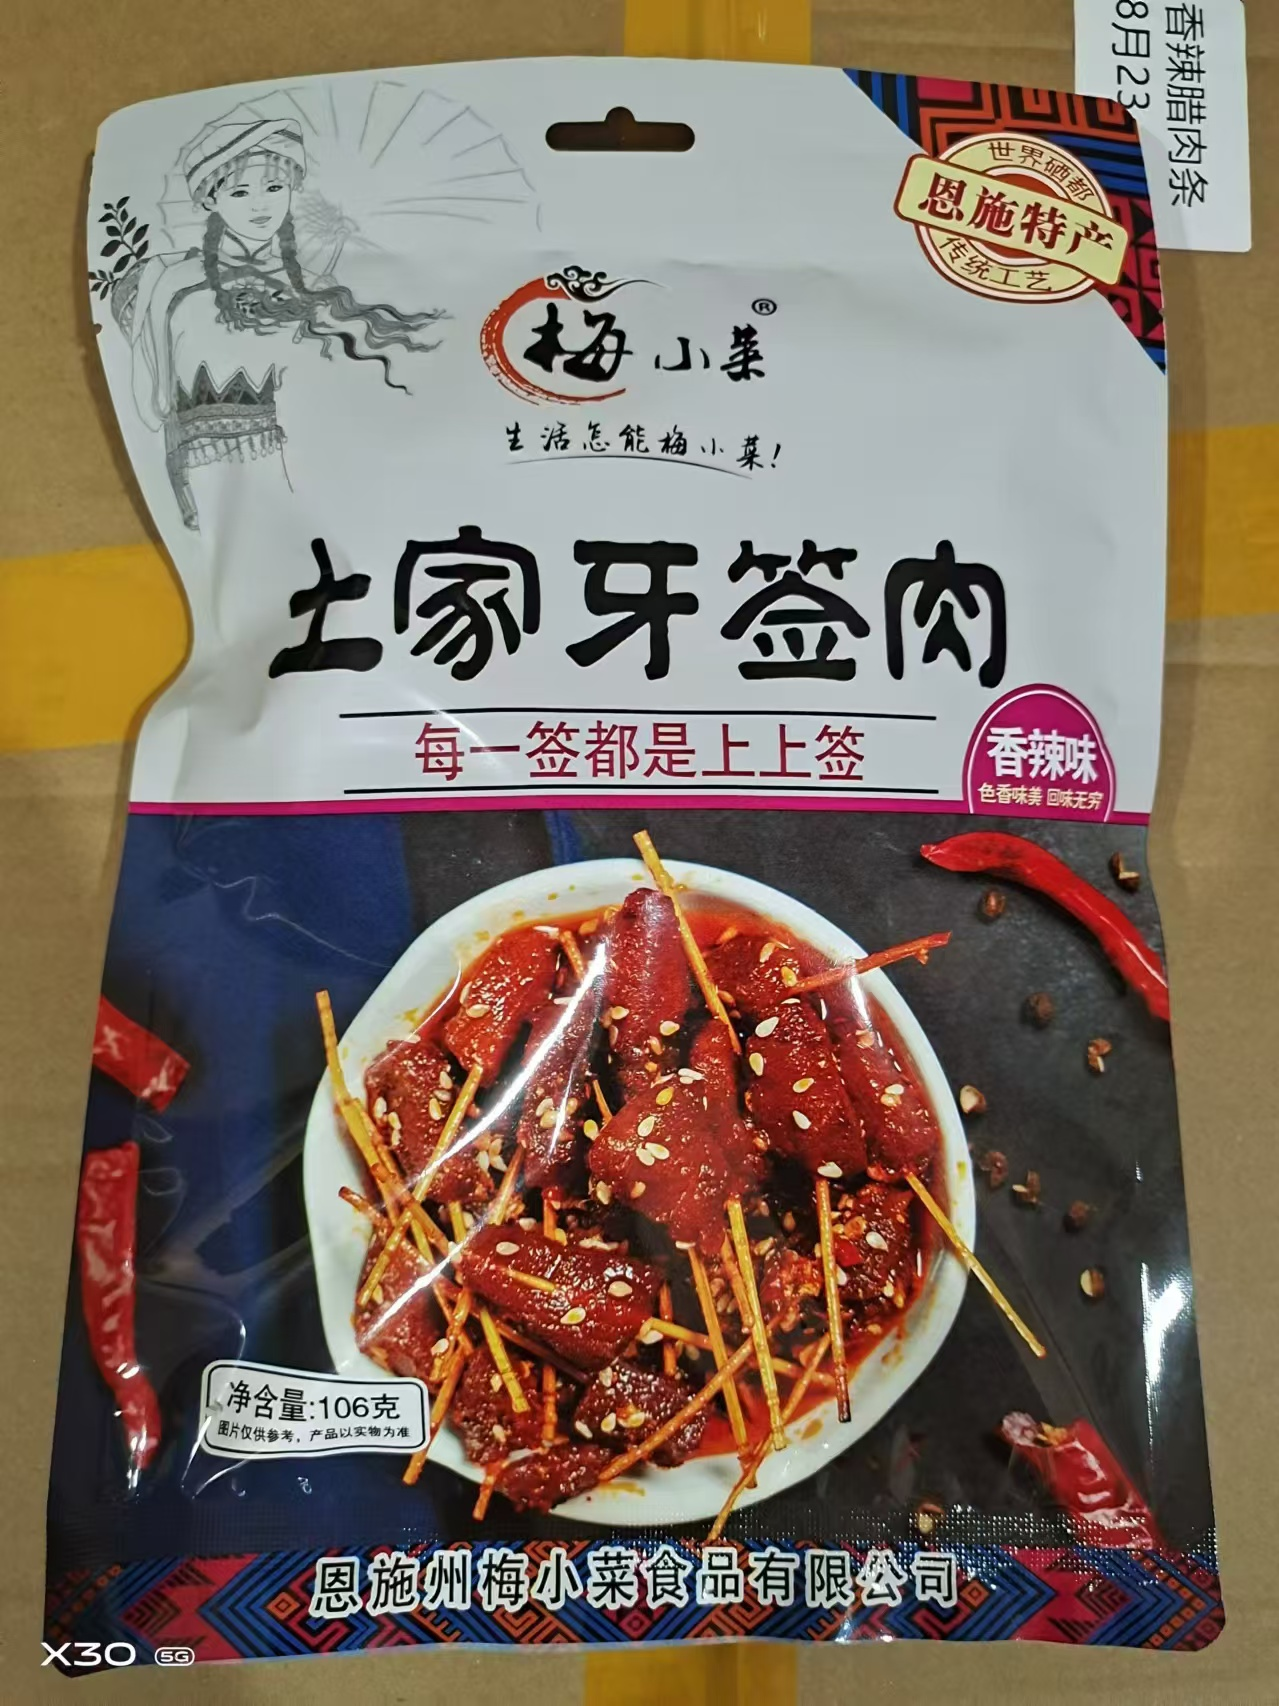 香辣腊肉条
8月23
世界硒都
恩施特产
传统工艺
梅小菜®
生活怎能梅小菜!
土家牙签肉
每一签都是上上签
香辣味
色香味美 回味无穷
净含量:106克
图片仅供参考，产品以实物为准
恩施州梅小菜食品有限公司
X30 5G